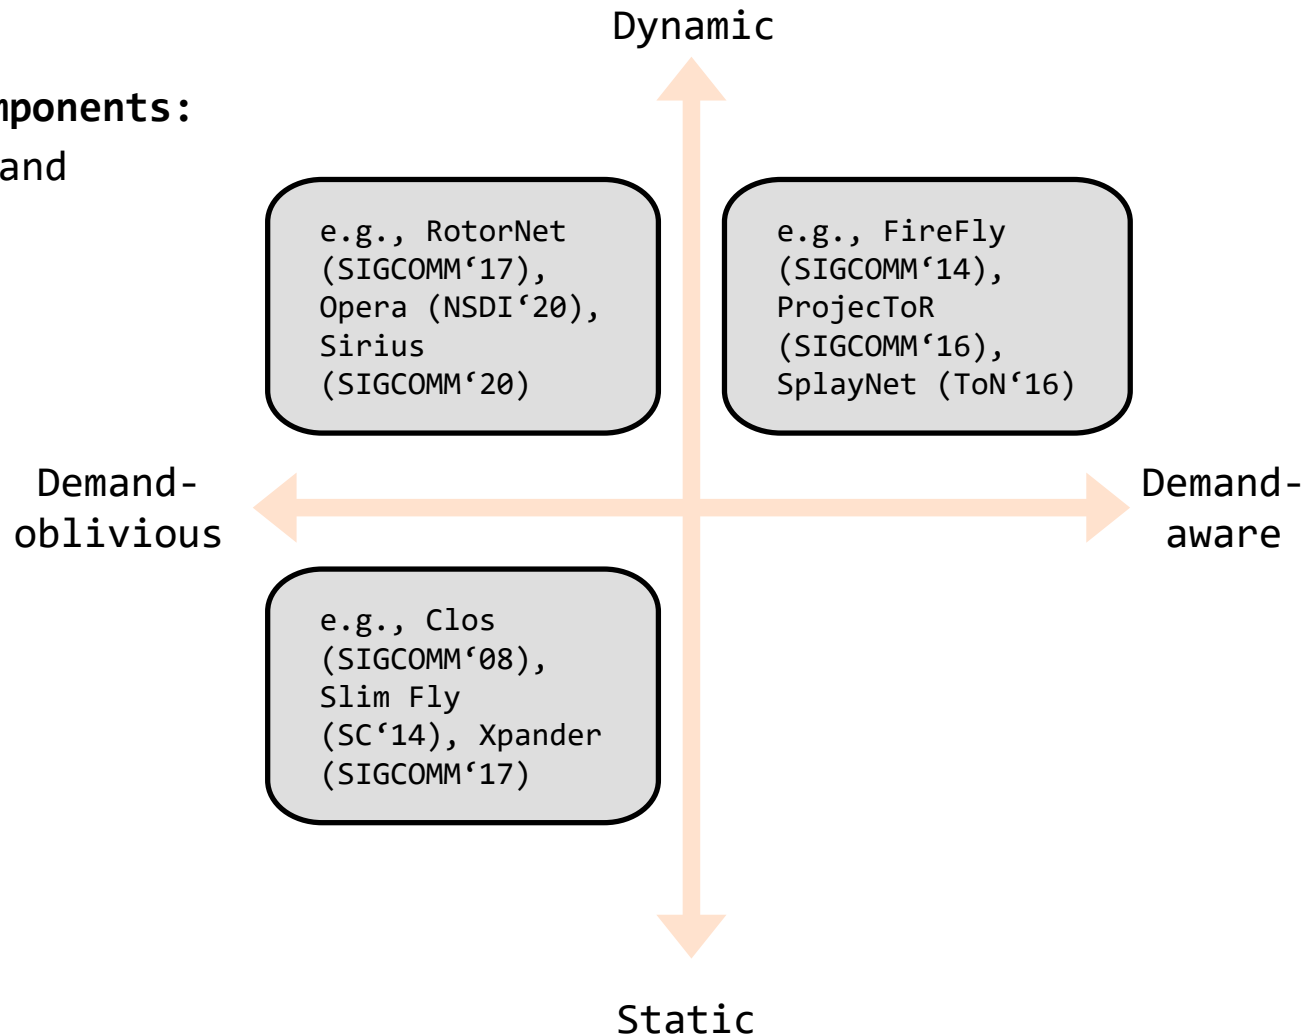 Dynamic
mponents:
and
e.g., RotorNet
(SIGCOMM‘17),
Opera (NSDI‘20),
Sirius
(SIGCOMM‘20)
e.g., FireFly
(SIGCOMM‘14),
ProjecToR
(SIGCOMM‘16),
SplayNet (ToN‘16)
Demand-
oblivious
Demand-
aware
e.g., Clos
(SIGCOMM‘08),
Slim Fly
(SC‘14), Xpander
(SIGCOMM‘17)
Static